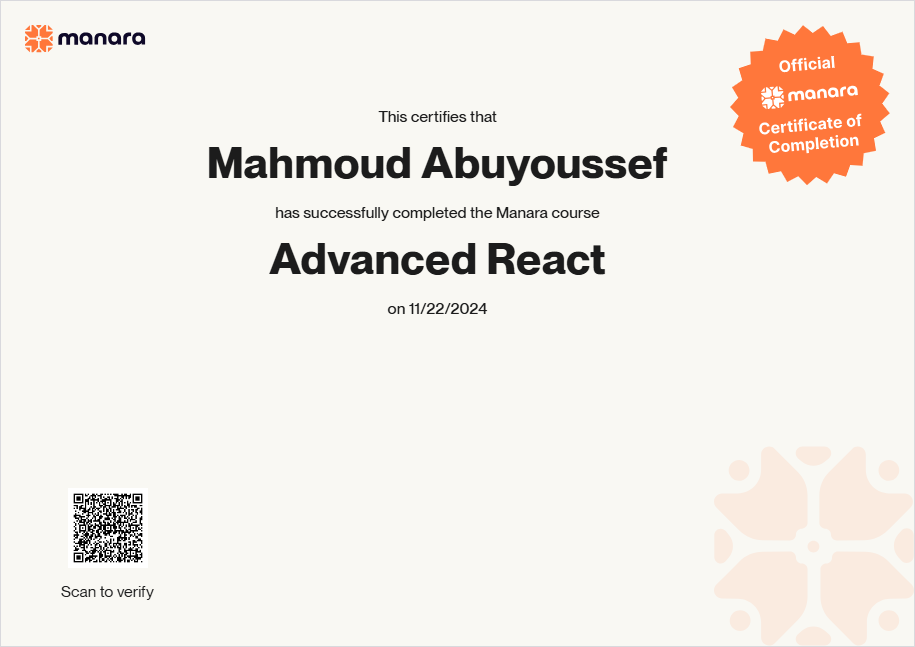 manara
Official
manara
Certificate of
Completion
This certifies that
Mahmoud Abuyoussef
has successfully completed the Manara course
Advanced React
on 11/22/2024
Scan to verify